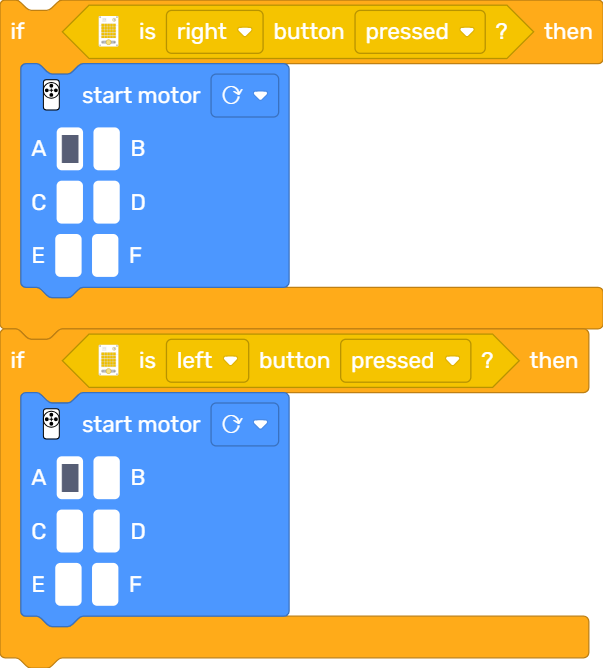 if is right button pressed ? then
start motor
A B
C D
E F
if is left button pressed ? then
start motor
A B
C D
E F